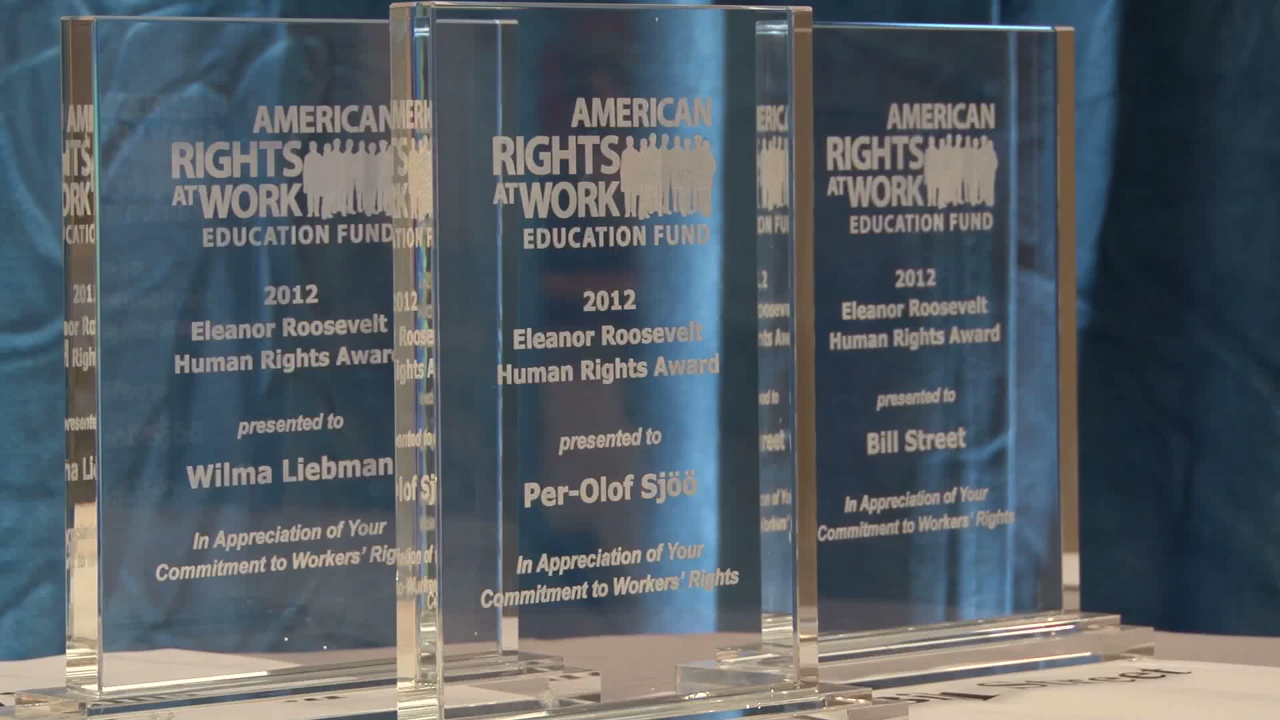 AMERICAN
RIGHTS
AT WORK
EDUCATION FUND
2012
Eleanor Roosevelt
Human Rights Award
presented to
Wilma Liebman
In Appreciation of Your
Commitment to Workers' Rig
AMERICAN
RIGHTS
AT WORK
EDUCATION FUND
2012
Eleanor Roosevelt
Human Rights Award
presented to
Per-Olof Sjöö
In Appreciation of Your
Commitment to Workers' Rights
AMERICAN
RIGHTS
AT WORK
EDUCATION FUND
2012
Eleanor Roosevelt
Human Rights Award
presented to
Bill Street
In Appreciation of Your
Commitment to Workers' Rights